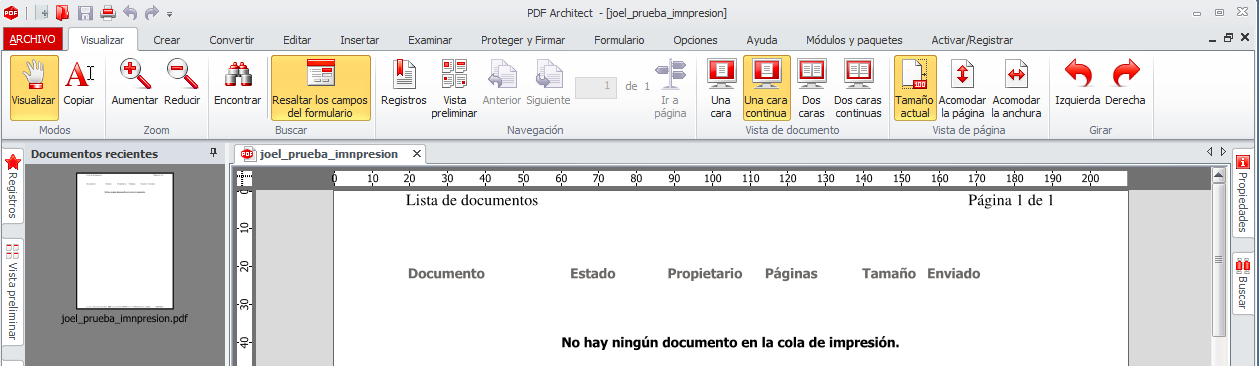 PDF Architect - [joel_prueba_imnpresion]
ARCHIVO Visualizar Crear Convertir Editar Insertar Examinar Proteger y Firmar Formulario Opciones Ayuda Módulos y paquetes Activar/Registrar
Visualizar
Copiar
Modos
Aumentar
Reducir
Zoom
Encontrar
Resaltar los campos
del formulario
Buscar
Registros
Vista
preliminar
Anterior
Siguiente
1 de 1
Ir a
página
Navegación
Una
cara
Una cara
continua
Dos
caras
Dos caras
continuas
Vista de documento
Tamaño
actual
Acomodar
la página
Acomodar
la anchura
Vista de página
Izquierda
Derecha
Girar
Registros
Vista preliminar
Documentos recientes
joel_prueba_imnpresion.pdf
joel_prueba_imnpresion
0 10 20 30 40 50 60 70 80 90 100 110 120 130 140 150 160 170 180 190 200
0
10
20
30
40
Lista de documentos Página 1 de 1
Documento Estado Propietario Páginas Tamaño Enviado
No hay ningún documento en la cola de impresión.
Propiedades
Buscar